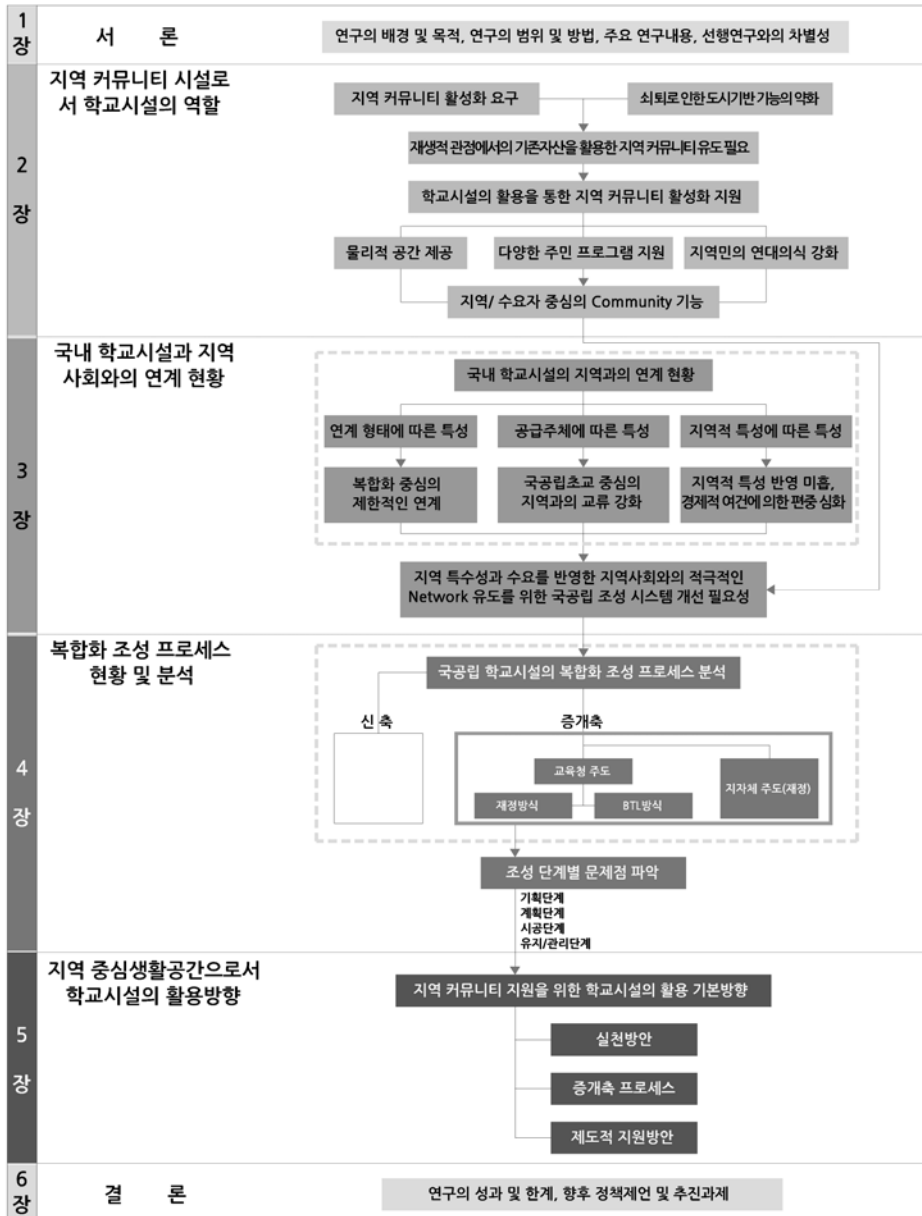 1
장
서 론
연구의 배경 및 목적, 연구의 범위 및 방법, 주요 연구내용, 선행연구와의 차별성
2
장
지역 커뮤니티 시설로
서 학교시설의 역할
지역 커뮤니티 활성화 요구
쇠퇴로 인한 도시기반 기능의 약화
재생적 관점에서의 기존자산을 활용한 지역 커뮤니티 유도 필요
학교시설의 활용을 통한 지역 커뮤니티 활성화 지원
물리적 공간 제공
다양한 주민 프로그램 지원
지역민의 연대의식 강화
지역/ 수요자 중심의 Community 기능
3
장
국내 학교시설과 지역
사회와의 연계 현황
국내 학교시설의 지역과의 연계 현황
연계 형태에 따른 특성
공급주체에 따른 특성
지역적 특성에 따른 특성
복합화 중심의
제한적인 연계
국공립초교 중심의
지역과의 교류 강화
지역적 특성 반영 미흡,
경제적 여건에 의한 편중 심화
지역 특수성과 수요를 반영한 지역사회와의 적극적인
Network 유도를 위한 국공립 조성 시스템 개선 필요성
4
장
복합화 조성 프로세스
현황 및 분석
국공립 학교시설의 복합화 조성 프로세스 분석
신 축
증개축
교육청 주도
재정방식
BTL방식
지자체 주도(재정)
조성 단계별 문제점 파악
기획단계
계획단계
시공단계
유지/관리단계
5
장
지역 중심생활공간으로서
학교시설의 활용방향
지역 커뮤니티 지원을 위한 학교시설의 활용 기본방향
실천방안
증개축 프로세스
제도적 지원방안
6
장
결 론
연구의 성과 및 한계, 향후 정책제언 및 추진과제